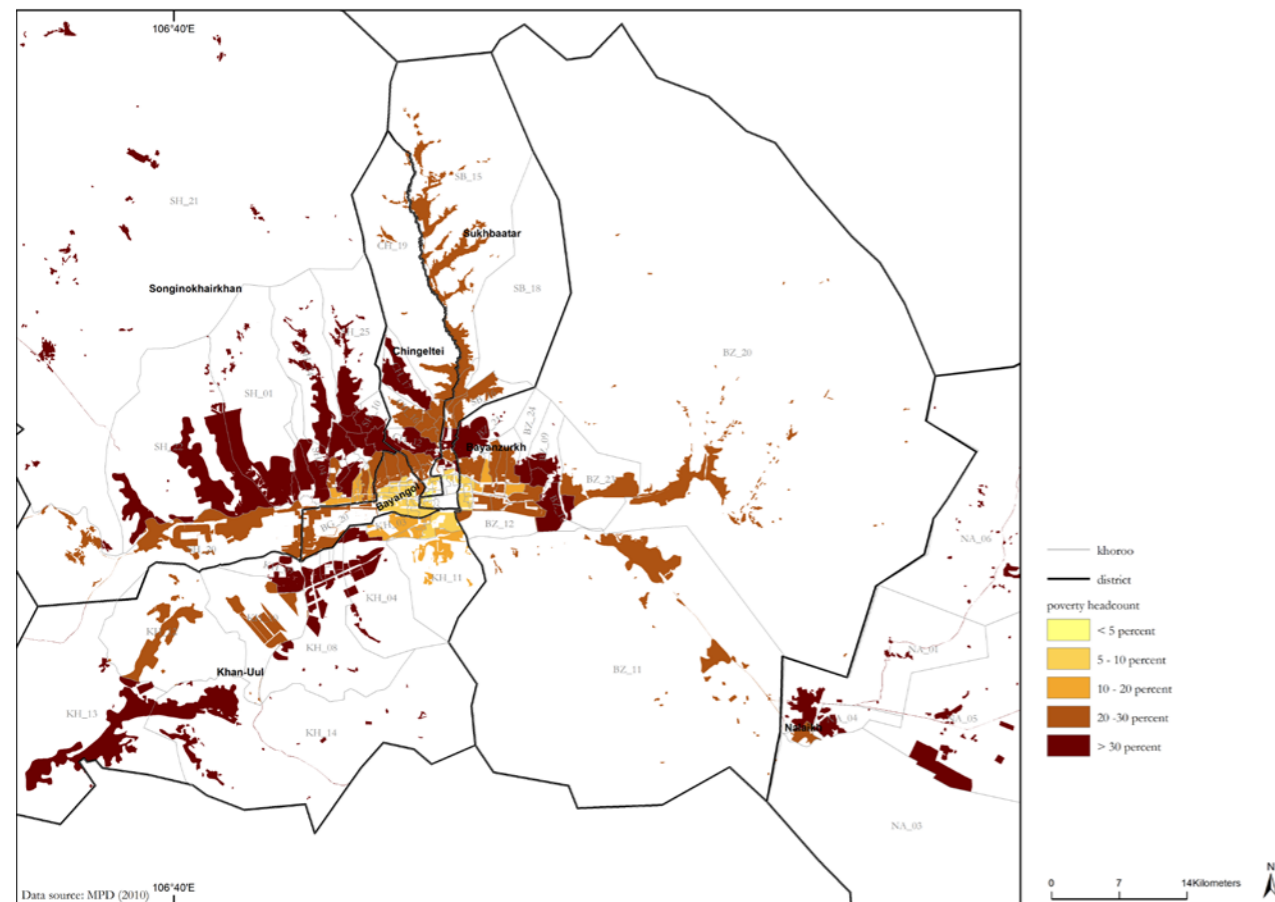 106°40'E
SB_15
SH_21
Sukhbaatar
CH_19
Songinokhairkhan
SB_18
Chingeltei
BZ_20
SH_01
BZ_24
Bayanzurkh
BZ_23
Bayangol
BG_20
BZ_12
NA_06
KH_11
KH_04
KH_08
NA_01
Khan-Uul
BZ_11
KH_13
NA_04
NA_05
KH_14
NA_03
106°40'E
Data source: MPD (2010)
khoroo
district
poverty headcount
< 5 percent
5 - 10 percent
10 - 20 percent
20 -30 percent
> 30 percent
0 7 14Kilometers
N